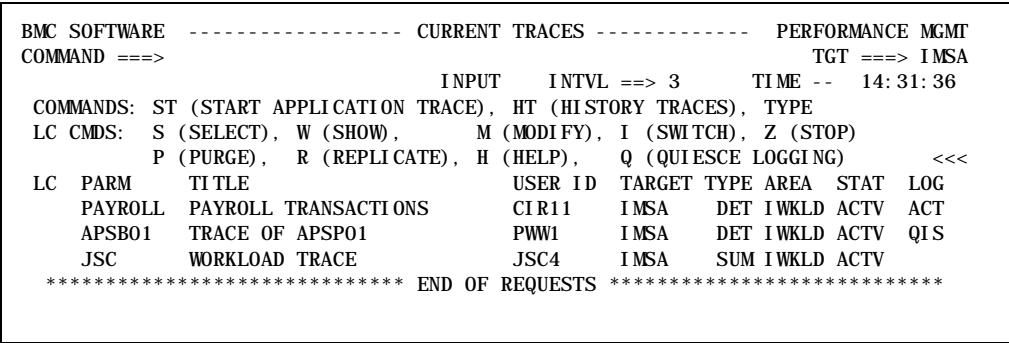 BMC SOFTWARE ------------------ CURRENT TRACES ------------- PERFORMANCE MGMT
COMMAND ===> TGT ===> IMSA
INPUT INTVL ==> 3 TIME -- 14:31:36
COMMANDS: ST (START APPLICATION TRACE), HT (HISTORY TRACES), TYPE
LC CMDS: S (SELECT), W (SHOW), M (MODIFY), I (SWITCH), Z (STOP)
P (PURGE), R (REPLICATE), H (HELP), Q (QUIESCE LOGGING) <<<
LC PARM TITLE USER ID TARGET TYPE AREA STAT LOG
PAYROLL PAYROLL TRANSACTIONS CIR11 IMSA DET IWKLD ACTV ACT
APSB01 TRACE OF APSP01 PWW1 IMSA DET IWKLD ACTV QIS
JSC WORKLOAD TRACE JSC4 IMSA SUM IWKLD ACTV
****************************** END OF REQUESTS ****************************